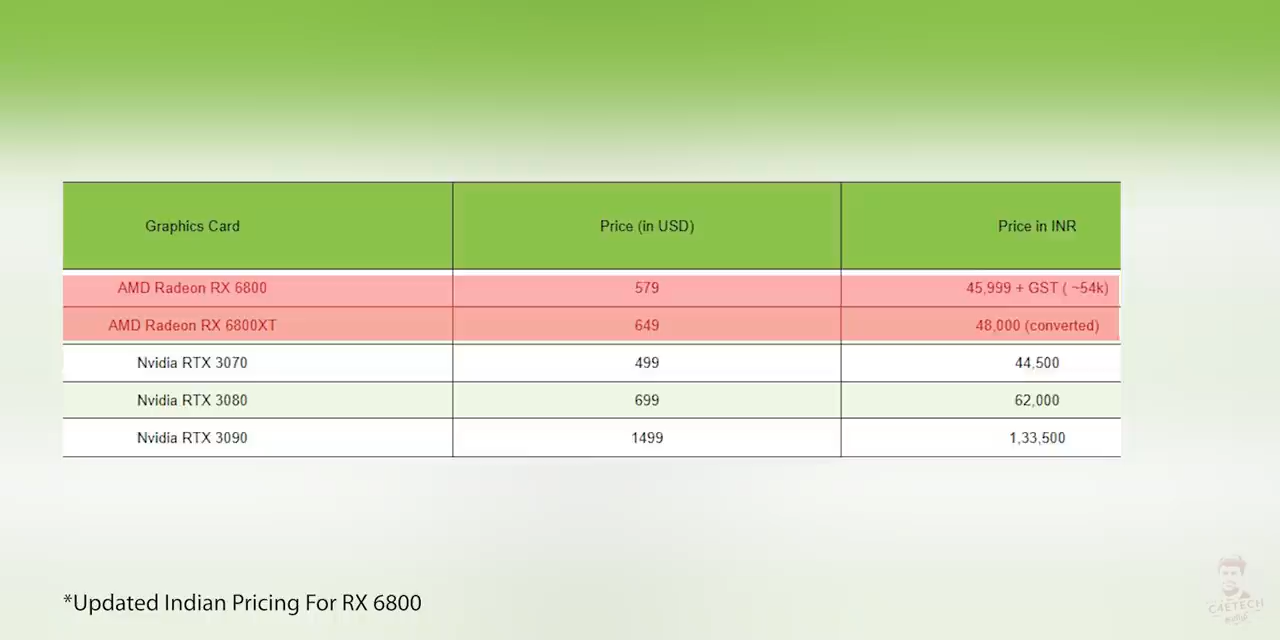 Graphics Card Price (in USD) Price in INR
AMD Radeon RX 6800 579 45,999 + GST ( ~54k)
AMD Radeon RX 6800XT 649 48,000 (converted)
Nvidia RTX 3070 499 44,500
Nvidia RTX 3080 699 62,000
Nvidia RTX 3090 1499 1,33,500
*Updated Indian Pricing For RX 6800
C4ETECH
தமிழ்